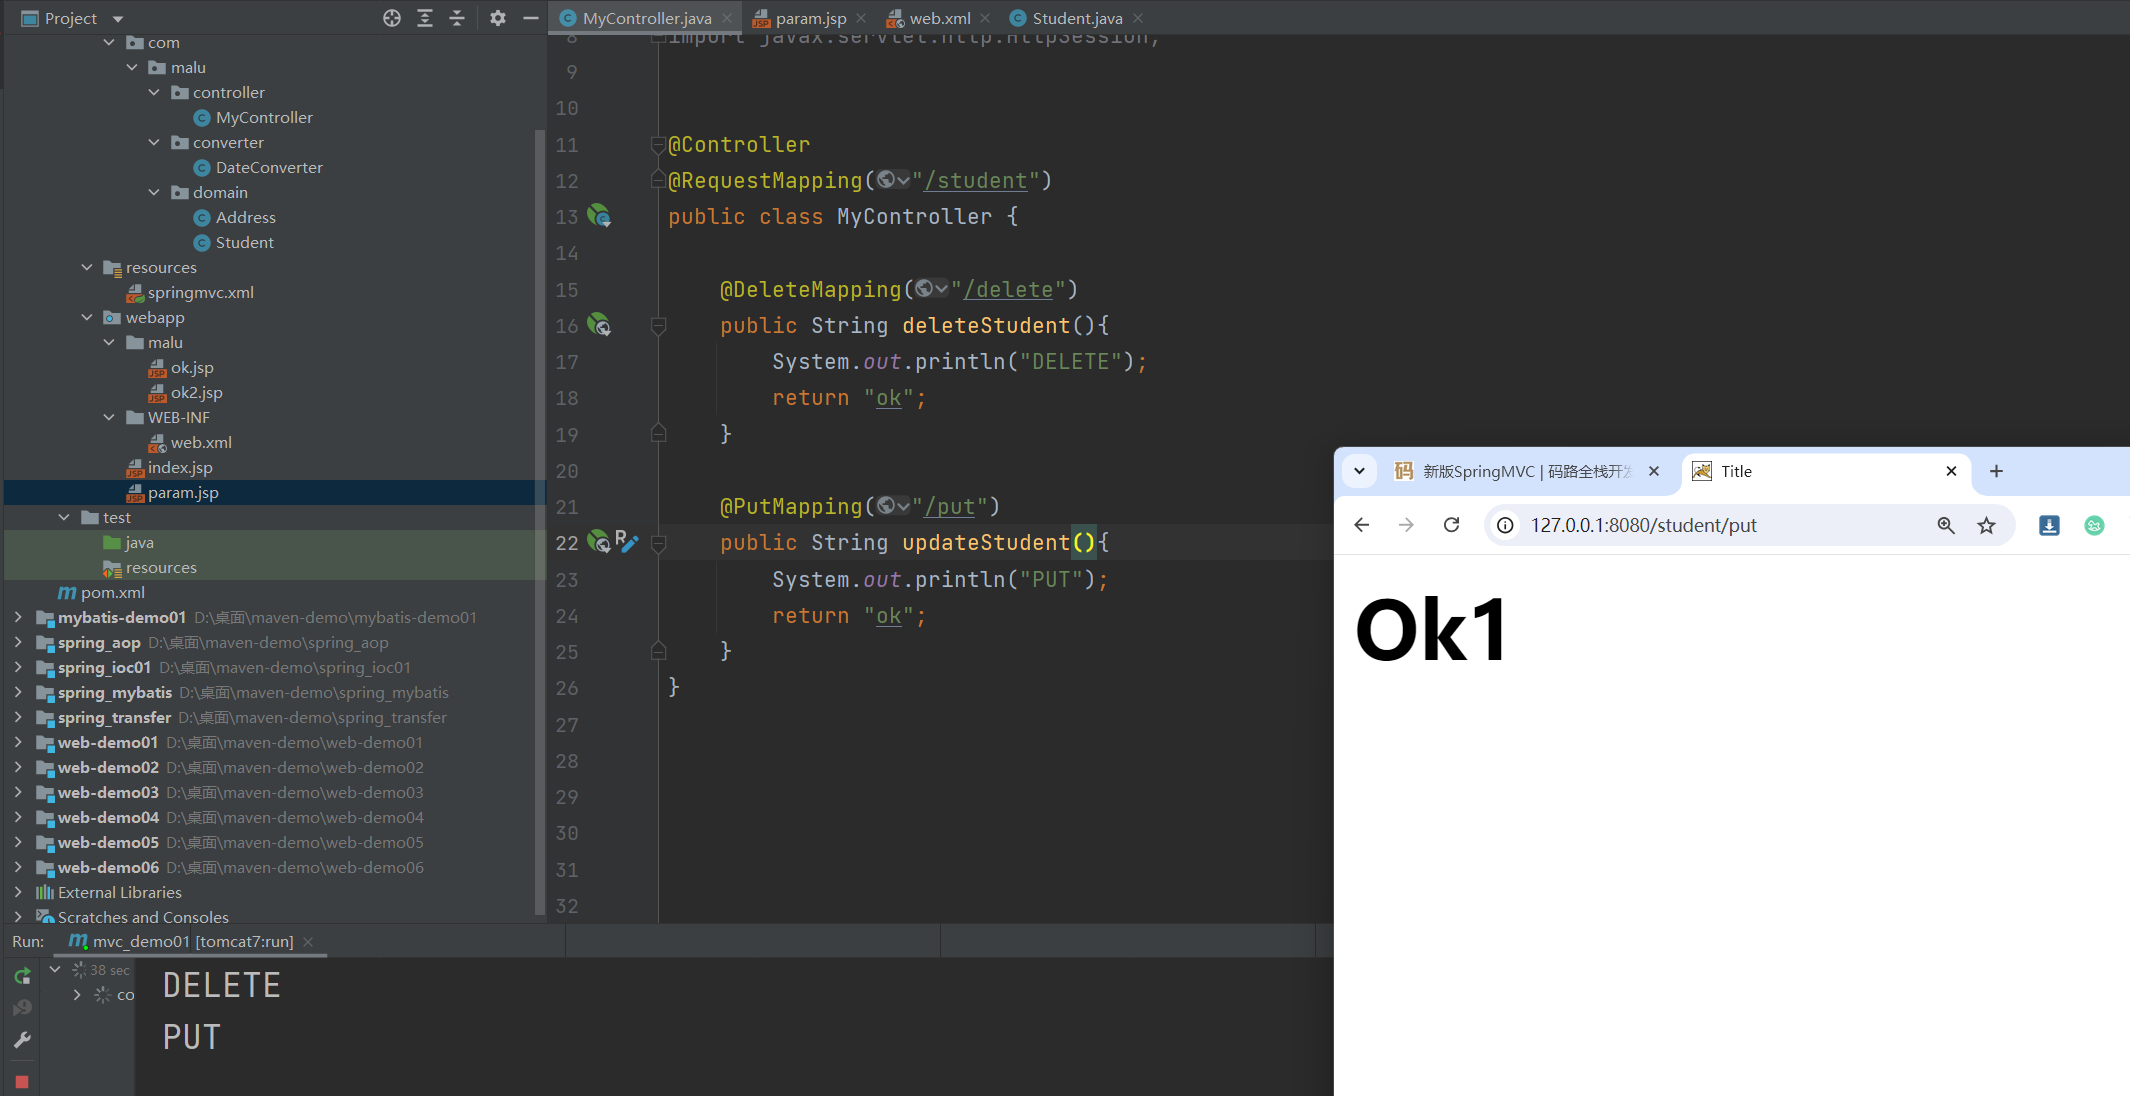 Project
com
malu
controller
MyController
converter
DateConverter
domain
Address
Student
resources
springmvc.xml
webapp
malu
ok.jsp
ok2.jsp
WEB-INF
web.xml
index.jsp
param.jsp
test
java
resources
pom.xml
mybatis-demo01 D:\桌面\maven-demo\mybatis-demo01
spring_aop D:\桌面\maven-demo\spring_aop
spring_ioc01 D:\桌面\maven-demo\spring_ioc01
spring_mybatis D:\桌面\maven-demo\spring_mybatis
spring_transfer D:\桌面\maven-demo\spring_transfer
web-demo01 D:\桌面\maven-demo\web-demo01
web-demo02 D:\桌面\maven-demo\web-demo02
web-demo03 D:\桌面\maven-demo\web-demo03
web-demo04 D:\桌面\maven-demo\web-demo04
web-demo05 D:\桌面\maven-demo\web-demo05
web-demo06 D:\桌面\maven-demo\web-demo06
External Libraries
Scratches and Consoles
MyController.java param.jsp web.xml Student.java
8 import javax.servlet.http.HttpSession;
9
10
11 @Controller
12 @RequestMapping("/student")
13 public class MyController {
14
15 @DeleteMapping("/delete")
16 public String deleteStudent(){
17 System.out.println("DELETE");
18 return "ok";
19 }
20
21 @PutMapping("/put")
22 public String updateStudent(){
23 System.out.println("PUT");
24 return "ok";
25 }
26 }
27
28
29
30
31
32
新版SpringMVC | 码路全栈开发 Title
127.0.0.1:8080/student/put
Ok1
Run: mvc_demo01 [tomcat7:run]
38 sec
co
DELETE
PUT